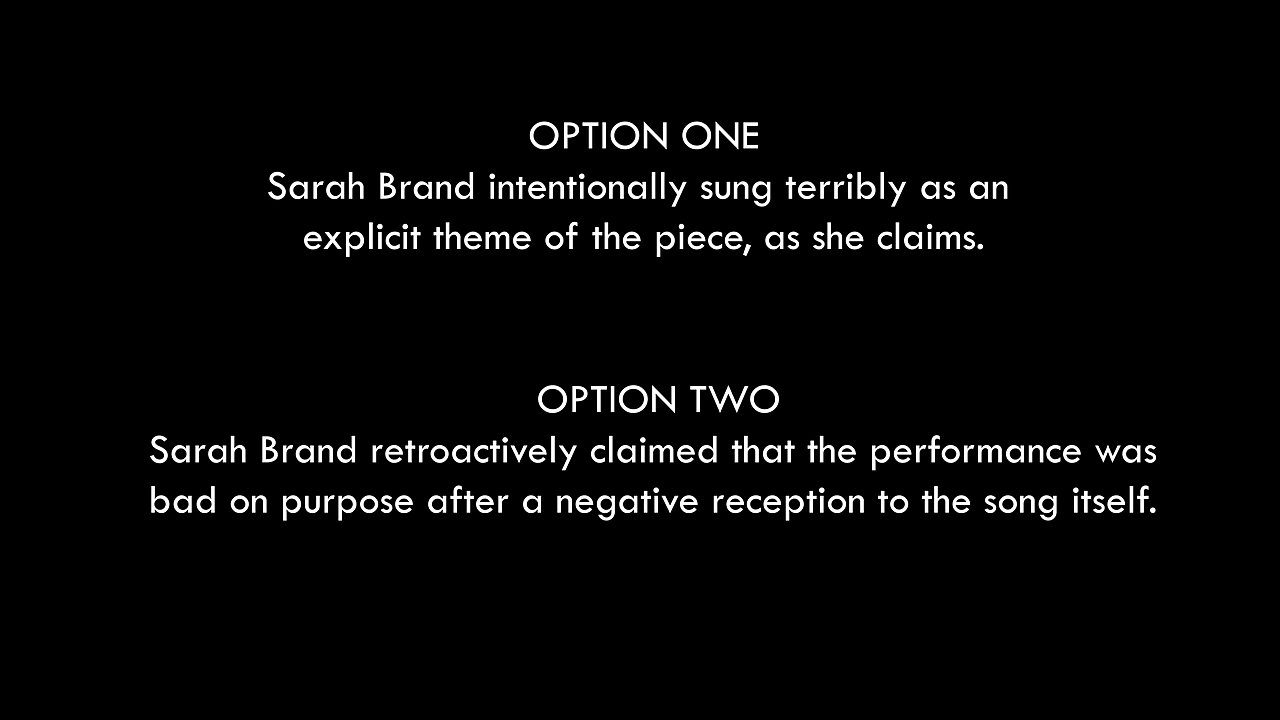 OPTION ONE
Sarah Brand intentionally sung terribly as an
explicit theme of the piece, as she claims.
OPTION TWO
Sarah Brand retroactively claimed that the performance was
bad on purpose after a negative reception to the song itself.